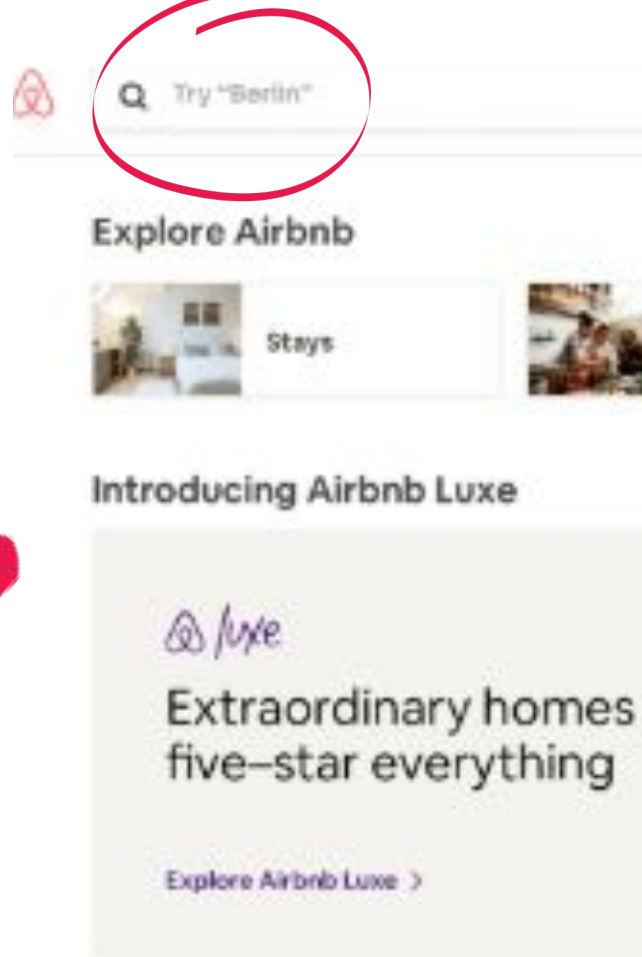 Try "Berlin"
Explore Airbnb
Stays
Introducing Airbnb Luxe
luxe
Extraordinary homes
five–star everything
Explore Airbnb Luxe >